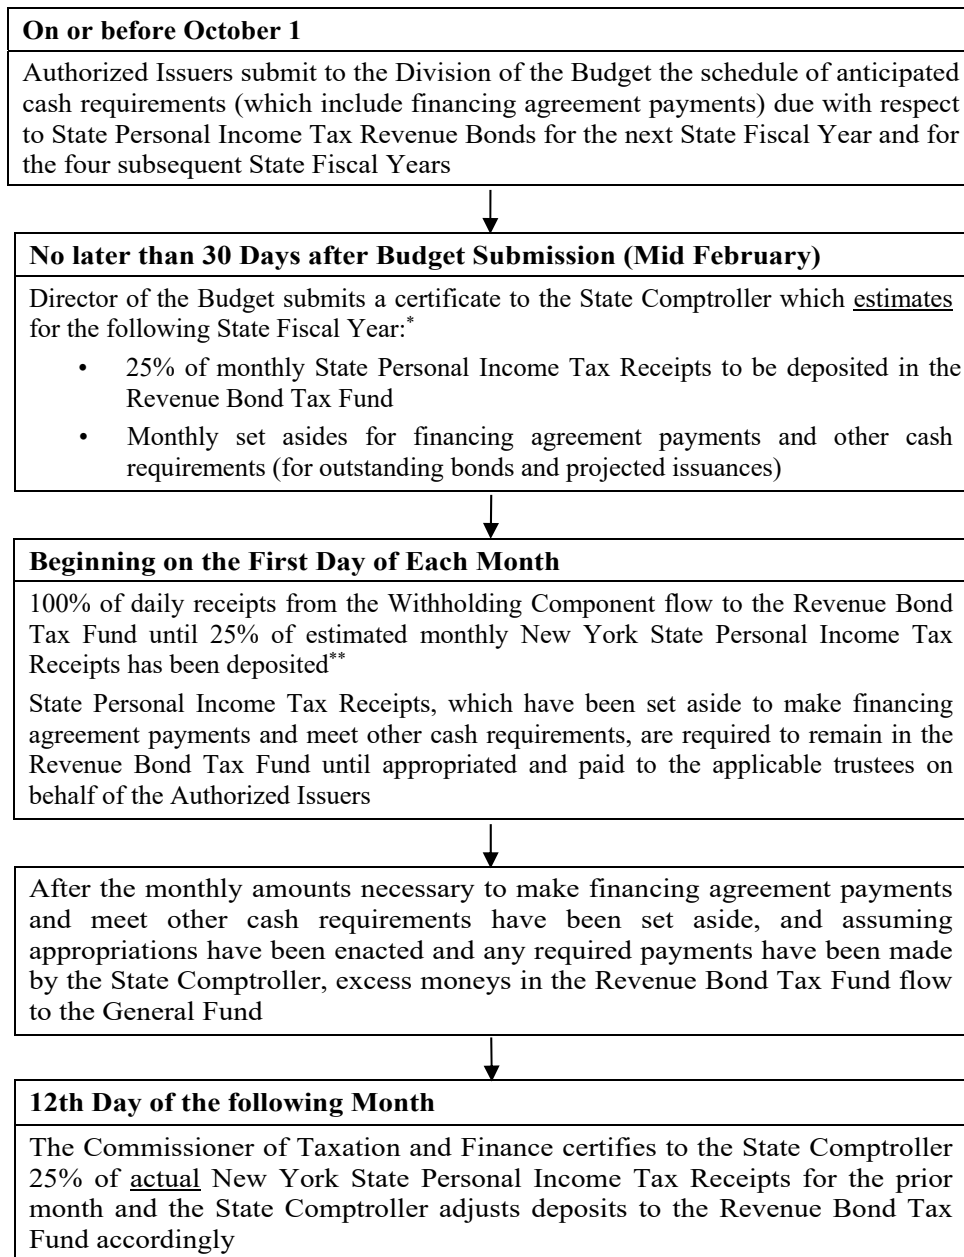 On or before October 1
Authorized Issuers submit to the Division of the Budget the schedule of anticipated
cash requirements (which include financing agreement payments) due with respect
to State Personal Income Tax Revenue Bonds for the next State Fiscal Year and for
the four subsequent State Fiscal Years
No later than 30 Days after Budget Submission (Mid February)
Director of the Budget submits a certificate to the State Comptroller which estimates
for the following State Fiscal Year:*
• 25% of monthly State Personal Income Tax Receipts to be deposited in the
Revenue Bond Tax Fund
• Monthly set asides for financing agreement payments and other cash
requirements (for outstanding bonds and projected issuances)
Beginning on the First Day of Each Month
100% of daily receipts from the Withholding Component flow to the Revenue Bond
Tax Fund until 25% of estimated monthly New York State Personal Income Tax
Receipts has been deposited**
State Personal Income Tax Receipts, which have been set aside to make financing
agreement payments and meet other cash requirements, are required to remain in the
Revenue Bond Tax Fund until appropriated and paid to the applicable trustees on
behalf of the Authorized Issuers
After the monthly amounts necessary to make financing agreement payments
and meet other cash requirements have been set aside, and assuming
appropriations have been enacted and any required payments have been made
by the State Comptroller, excess moneys in the Revenue Bond Tax Fund flow
to the General Fund
12th Day of the following Month
The Commissioner of Taxation and Finance certifies to the State Comptroller
25% of actual New York State Personal Income Tax Receipts for the prior
month and the State Comptroller adjusts deposits to the Revenue Bond Tax
Fund accordingly